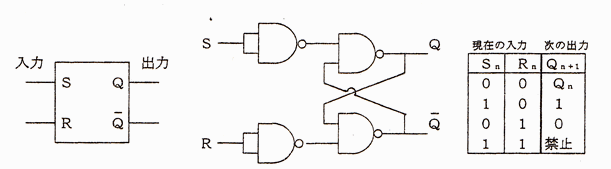 入力 出力
S Q
R Q̄
S Q
R Q̄
現在の入力 次の出力
Sn Rn Qn+1
0 0 Qn
1 0 1
0 1 0
1 1 禁止